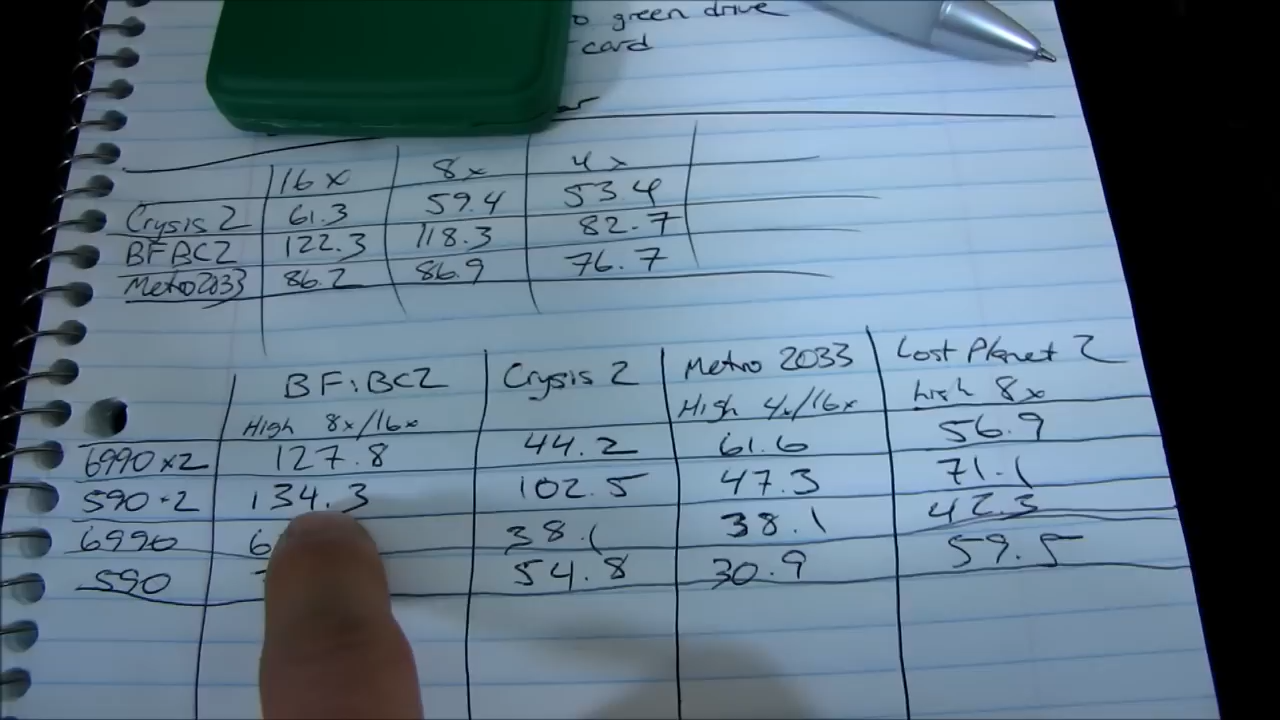 green drive
card
16x 8x 4x
Crysis 2 61.3 59.4 53.4
BFBC2 122.3 118.3 82.7
Metro2033 86.2 86.9 76.7
BF:BC2 Crysis 2 Metro 2033 Lost Planet 2
High 8x/16x High 4x/16x high 8x
6990x2 127.8 44.2 61.6 56.9
590x2 134.3 102.5 47.3 71.1
6990 38.1 38.1 42.3
590 54.8 30.9 59.5